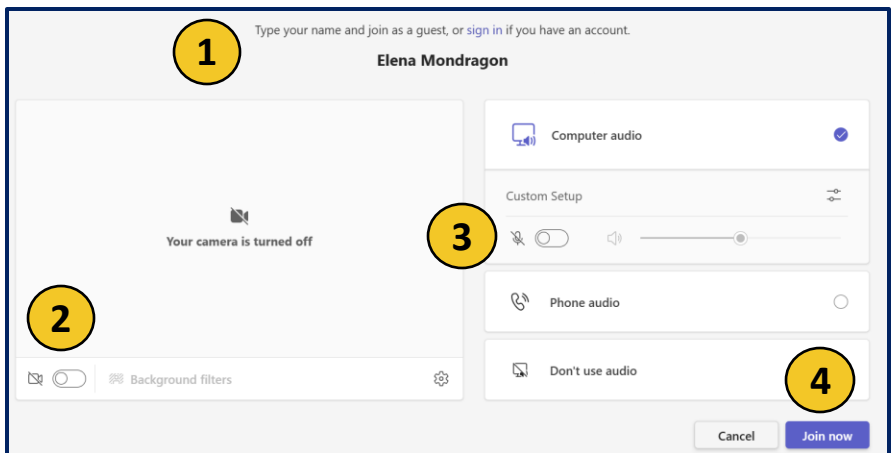 1
Type your name and join as a guest, or sign in if you have an account.
Elena Mondragon
Your camera is turned off
2
Background filters
Computer audio
Custom Setup
3
Phone audio
Don't use audio
4
Cancel
Join now